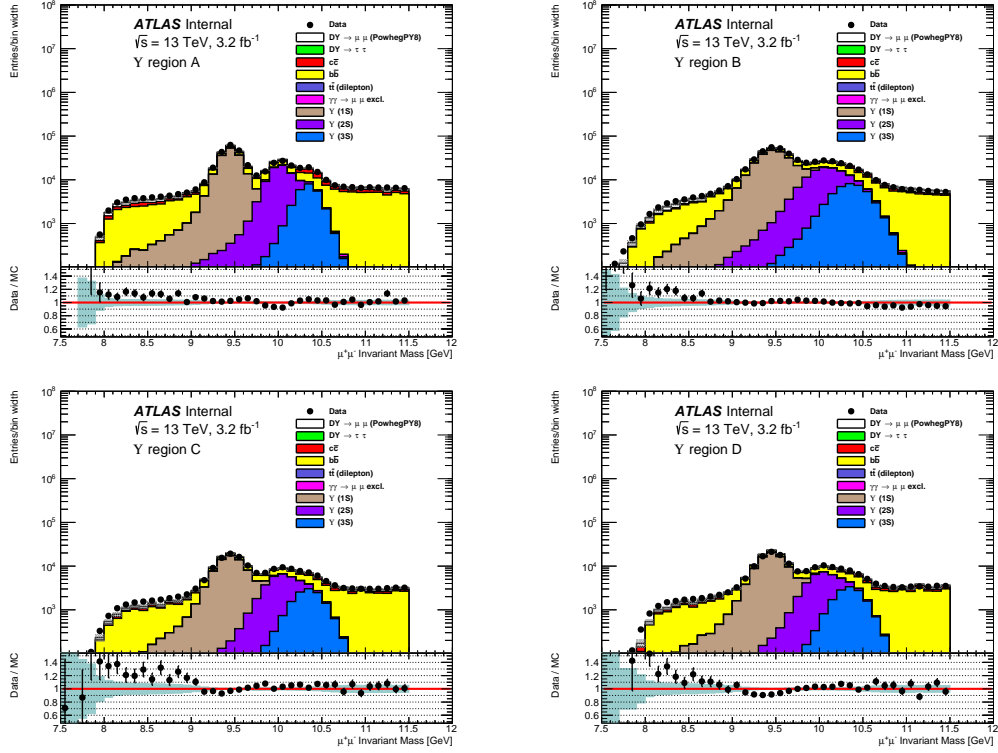 ATLAS Internal
√s = 13 TeV, 3.2 fb⁻¹
ϒ region A
Data
DY → μ μ (PowhegPY8)
DY → τ τ
cc̅
bb̅
tt̅ (dilepton)
γγ → μ μ excl.
ϒ (1S)
ϒ (2S)
ϒ (3S)
Entries/bin width
10⁸
10⁷
10⁶
10⁵
10⁴
10³
Data / MC
1.4
1.2
1
0.8
0.6
7.5 8 8.5 9 9.5 10 10.5 11 11.5 12
μ⁺μ⁻ Invariant Mass [GeV]
ATLAS Internal
√s = 13 TeV, 3.2 fb⁻¹
ϒ region B
Data
DY → μ μ (PowhegPY8)
DY → τ τ
cc̅
bb̅
tt̅ (dilepton)
γγ → μ μ excl.
ϒ (1S)
ϒ (2S)
ϒ (3S)
Entries/bin width
10⁸
10⁷
10⁶
10⁵
10⁴
10³
Data / MC
1.4
1.2
1
0.8
0.6
7.5 8 8.5 9 9.5 10 10.5 11 11.5 12
μ⁺μ⁻ Invariant Mass [GeV]
ATLAS Internal
√s = 13 TeV, 3.2 fb⁻¹
ϒ region C
Data
DY → μ μ (PowhegPY8)
DY → τ τ
cc̅
bb̅
tt̅ (dilepton)
γγ → μ μ excl.
ϒ (1S)
ϒ (2S)
ϒ (3S)
Entries/bin width
10⁸
10⁷
10⁶
10⁵
10⁴
10³
Data / MC
1.4
1.2
1
0.8
0.6
7.5 8 8.5 9 9.5 10 10.5 11 11.5 12
μ⁺μ⁻ Invariant Mass [GeV]
ATLAS Internal
√s = 13 TeV, 3.2 fb⁻¹
ϒ region D
Data
DY → μ μ (PowhegPY8)
DY → τ τ
cc̅
bb̅
tt̅ (dilepton)
γγ → μ μ excl.
ϒ (1S)
ϒ (2S)
ϒ (3S)
Entries/bin width
10⁸
10⁷
10⁶
10⁵
10⁴
10³
Data / MC
1.4
1.2
1
0.8
0.6
7.5 8 8.5 9 9.5 10 10.5 11 11.5 12
μ⁺μ⁻ Invariant Mass [GeV]